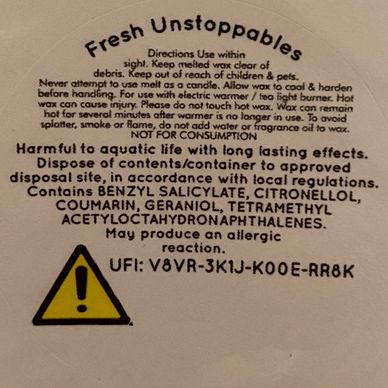 Fresh Unstoppables
Directions Use within
sight. Keep melted wax clear of
debris. Keep out of reach of children & pets.
Never attempt to use melt as a candle. Allow wax to cool & harden
before handling. For use with electric warmer / tea light burner. Hot
wax can cause injury. Please do not touch hot wax. Wax can remain
hot for several minutes after warmer is no longer in use. To avoid
splatter, smoke or flame, do not add water or fragrance oil to wax.
NOT FOR CONSUMPTION
Harmful to aquatic life with long lasting effects.
Dispose of contents/container to approved
disposal site, in accordance with local regulations.
Contains BENZYL SALICYLATE, CITRONELLOL,
COUMARIN, GERANIOL, TETRAMETHYL
ACETYLOCTAHYDRONAPHTHALENES.
May produce an allergic
reaction.
UFI: V8VR-3K1J-K00E-RR8K